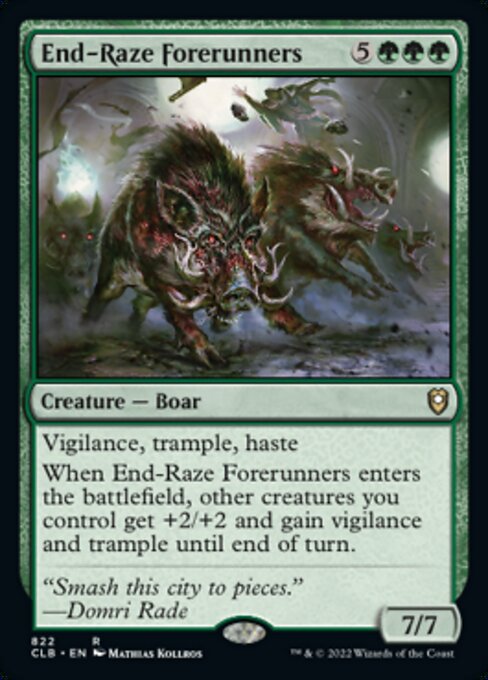 End-Raze Forerunners 5
Creature — Boar
Vigilance, trample, haste
When End-Raze Forerunners enters
the battlefield, other creatures you
control get +2/+2 and gain vigilance
and trample until end of turn.
“Smash this city to pieces.”
—Domri Rade
7/7
822 R
CLB • EN Mathias Kollros
™ & © 2022 Wizards of the Coast